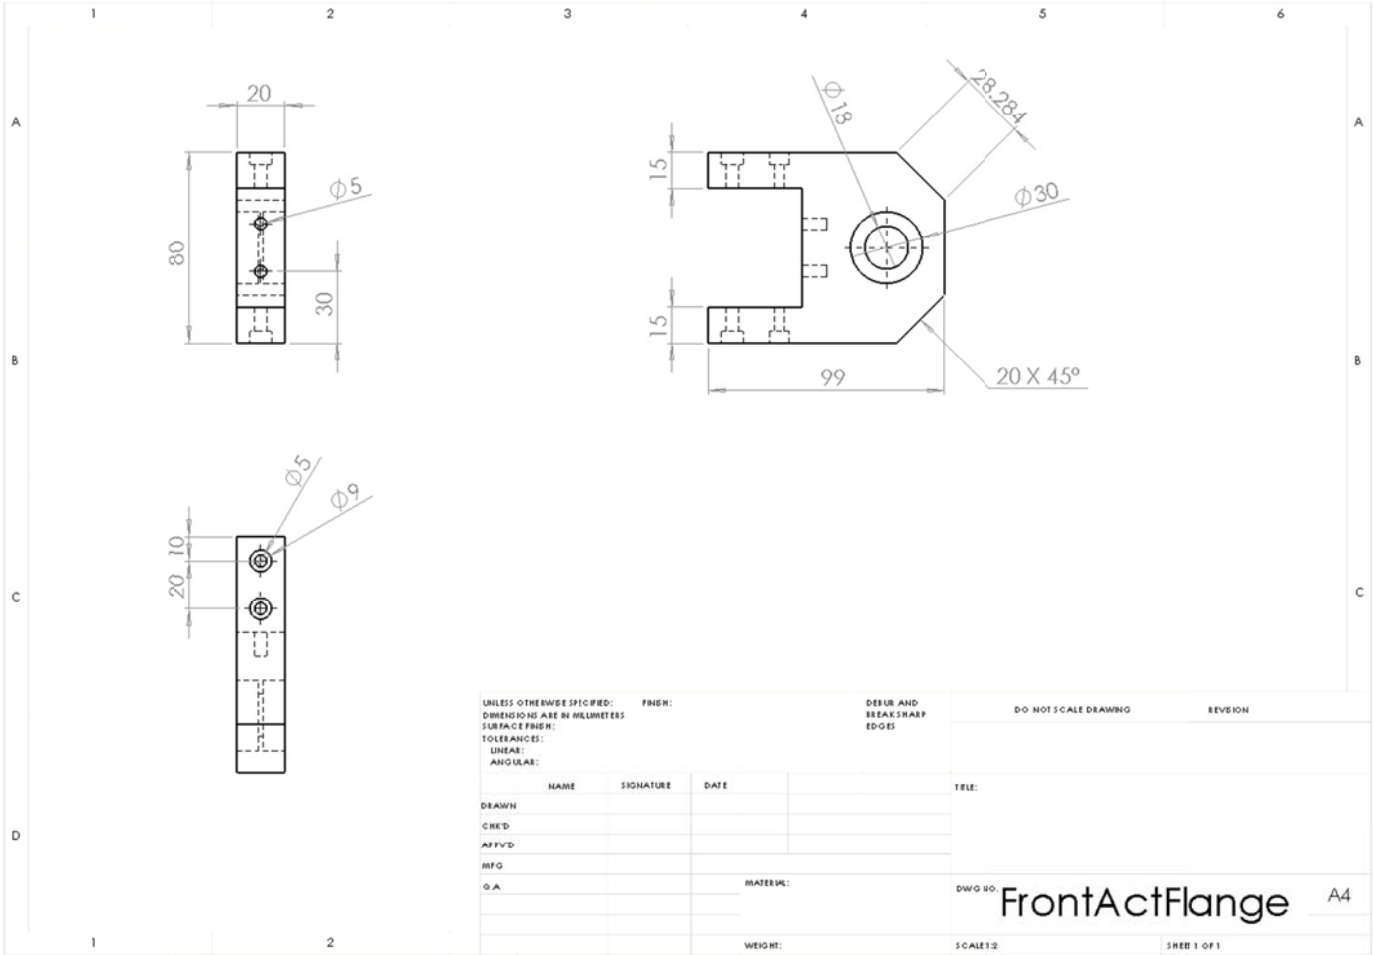 1 2 3 4 5 6
A A
20
28.284
Ø18
15
Ø5
Ø30
80
30
15
B B
99
20 X 45°
Ø5
Ø9
10
20
C C
UNLESS OTHERWISE SPECIFIED: FINISH: DEBUR AND DO NOT SCALE DRAWING REVISION
DIMENSIONS ARE IN MILLIMETERS BREAK SHARP
SURFACE FINISH: EDGES
TOLERANCES:
LINEAR:
ANGULAR:
NAME SIGNATURE DATE TITLE:
DRAWN
CHK'D
D
APPV'D
MFG
Q.A MATERIAL: DWG NO. FrontActFlange A4
1 2 WEIGHT: SCALE:1:2 SHEET 1 OF 1